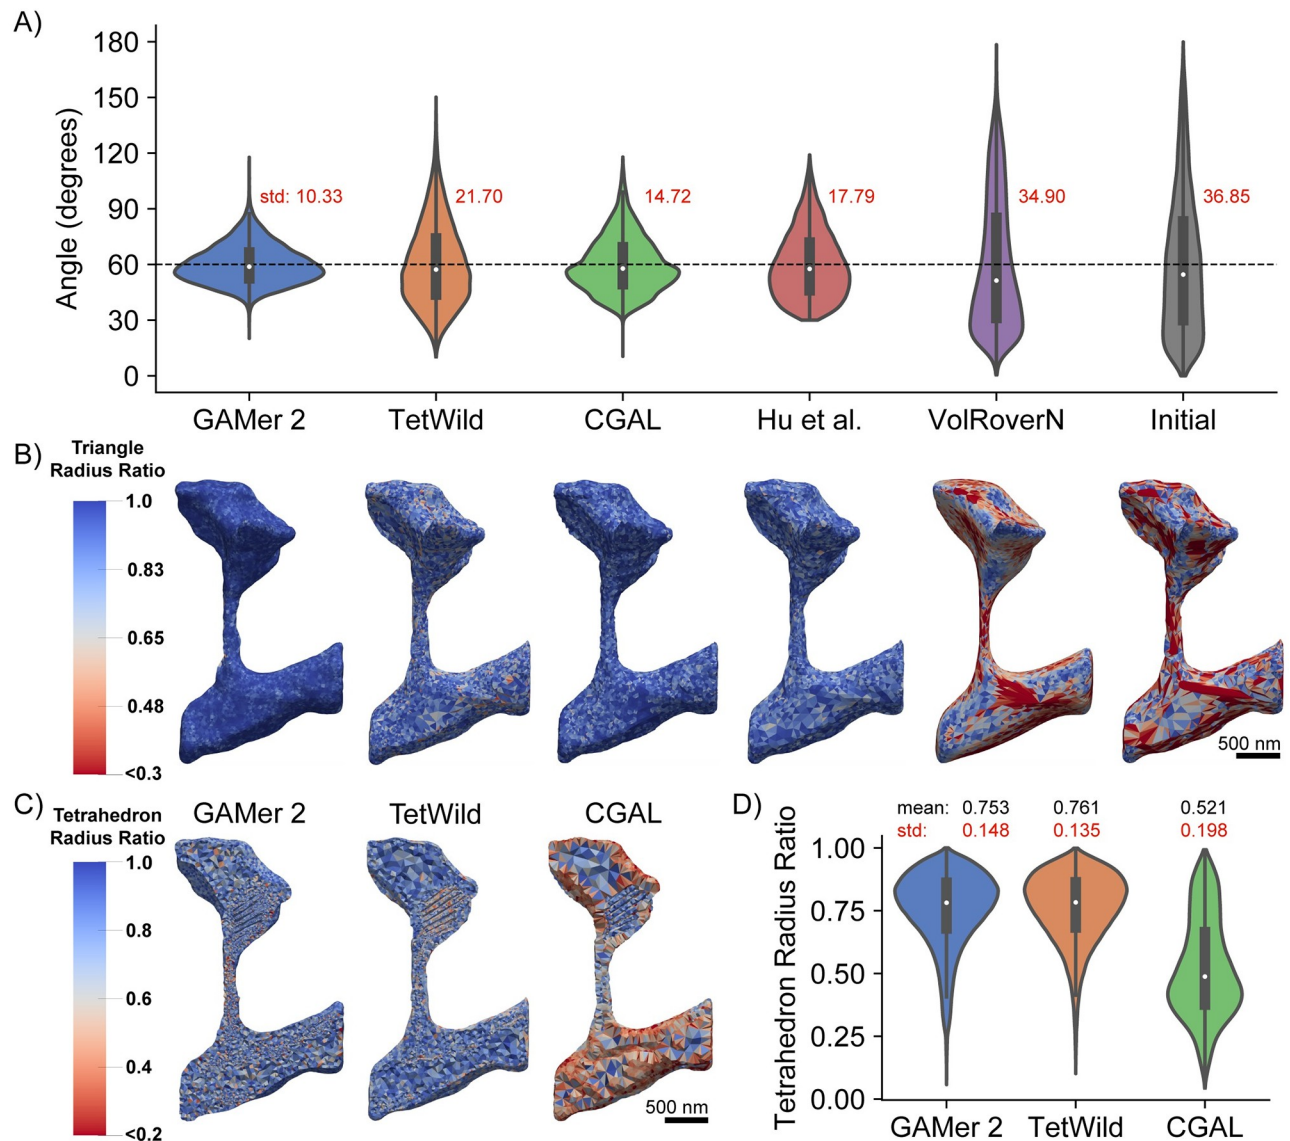 A)
Angle (degrees)
180
150
120
90
60
30
0
std: 10.33
21.70
14.72
17.79
34.90
36.85
GAMer 2
TetWild
CGAL
Hu et al.
VolRoverN
Initial
B)
Triangle
Radius Ratio
1.0
0.83
0.65
0.48
<0.3
500 nm
C)
Tetrahedron
Radius Ratio
1.0
0.8
0.6
0.4
<0.2
GAMer 2
TetWild
CGAL
500 nm
D)
Tetrahedron Radius Ratio
mean: 0.753 0.761 0.521
std: 0.148 0.135 0.198
1.00
0.75
0.50
0.25
0.00
GAMer 2
TetWild
CGAL